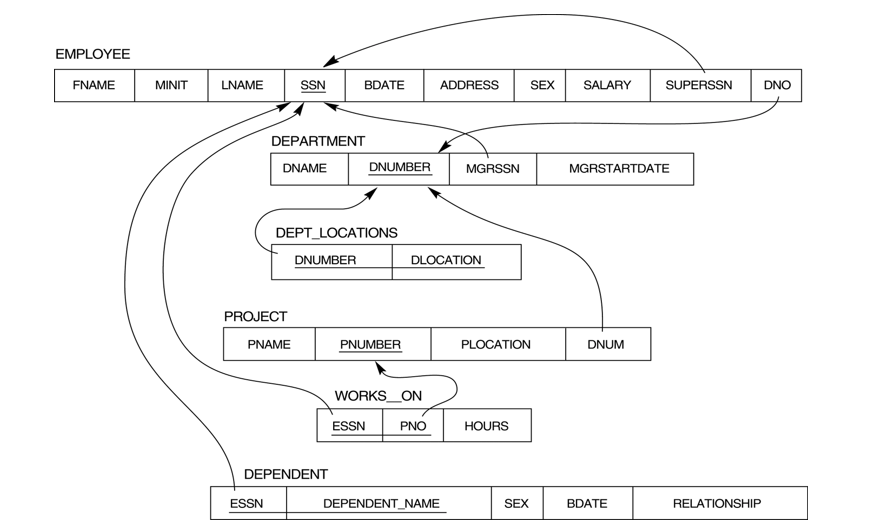 EMPLOYEE
FNAME MINIT LNAME SSN BDATE ADDRESS SEX SALARY SUPERSSN DNO
DEPARTMENT
DNAME DNUMBER MGRSSN MGRSTARTDATE
DEPT_LOCATIONS
DNUMBER DLOCATION
PROJECT
PNAME PNUMBER PLOCATION DNUM
WORKS__ON
ESSN PNO HOURS
DEPENDENT
ESSN DEPENDENT_NAME SEX BDATE RELATIONSHIP